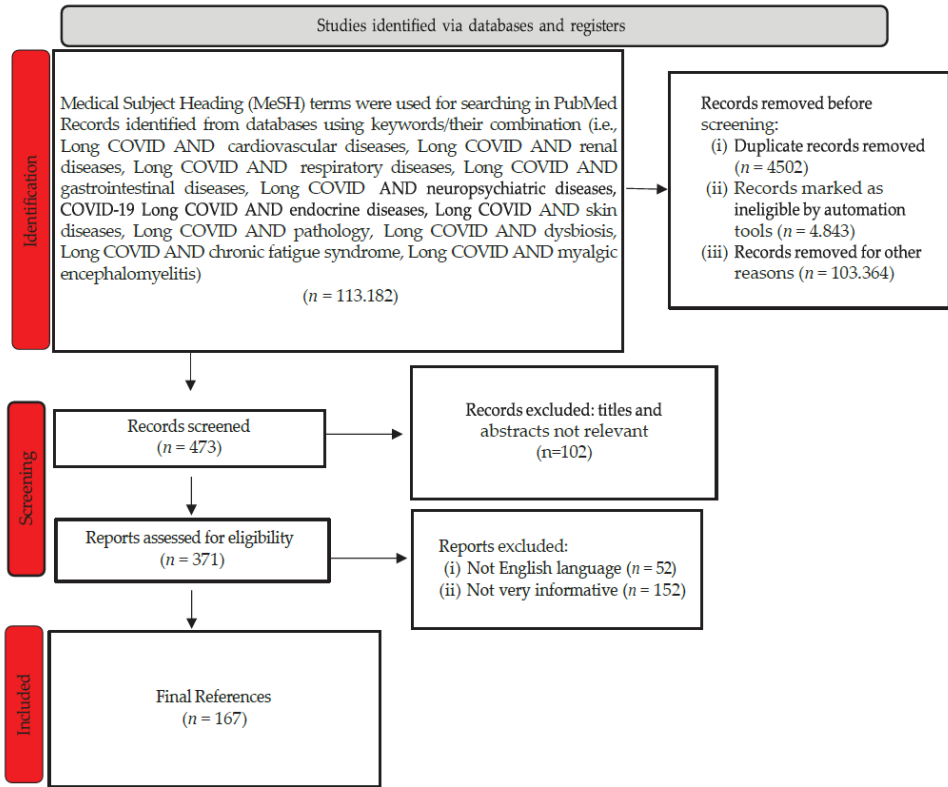 Studies identified via databases and registers
Identification
Medical Subject Heading (MeSH) terms were used for searching in PubMed
Records identified from databases using keywords/their combination (i.e.,
Long COVID AND cardiovascular diseases, Long COVID AND renal
diseases, Long COVID AND respiratory diseases, Long COVID AND
gastrointestinal diseases, Long COVID AND neuropsychiatric diseases,
COVID-19 Long COVID AND endocrine diseases, Long COVID AND skin
diseases, Long COVID AND pathology, Long COVID AND dysbiosis,
Long COVID AND chronic fatigue syndrome, Long COVID AND myalgic
encephalomyelitis)
(n = 113.182)
Records removed before
screening:
(i) Duplicate records removed
(n = 4502)
(ii) Records marked as
ineligible by automation
tools (n = 4.843)
(iii) Records removed for other
reasons (n = 103.364)
Screening
Records screened
(n = 473)
Records excluded: titles and
abstracts not relevant
(n=102)
Reports assessed for eligibility
(n = 371)
Reports excluded:
(i) Not English language (n = 52)
(ii) Not very informative (n = 152)
Included
Final References
(n = 167)